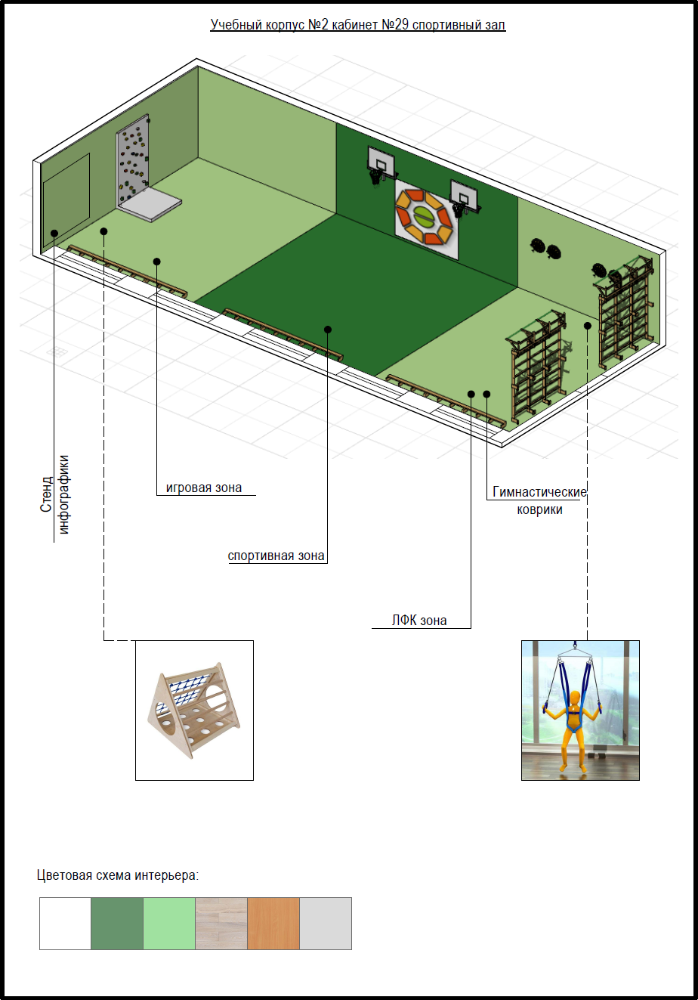 Учебный корпус №2 кабинет №29 спортивный зал
Стенд
инфографики
игровая зона
Гимнастические
коврики
спортивная зона
ЛФК зона
Цветовая схема интерьера: